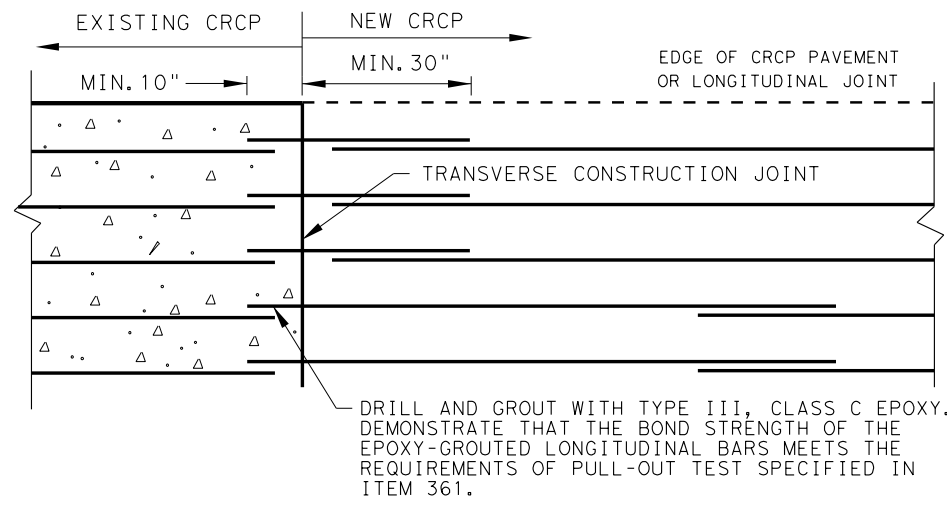 EXISTING CRCP
NEW CRCP
MIN. 10"
MIN. 30"
EDGE OF CRCP PAVEMENT
OR LONGITUDINAL JOINT
TRANSVERSE CONSTRUCTION JOINT
DRILL AND GROUT WITH TYPE III, CLASS C EPOXY.
DEMONSTRATE THAT THE BOND STRENGTH OF THE
EPOXY-GROUTED LONGITUDINAL BARS MEETS THE
REQUIREMENTS OF PULL-OUT TEST SPECIFIED IN
ITEM 361.